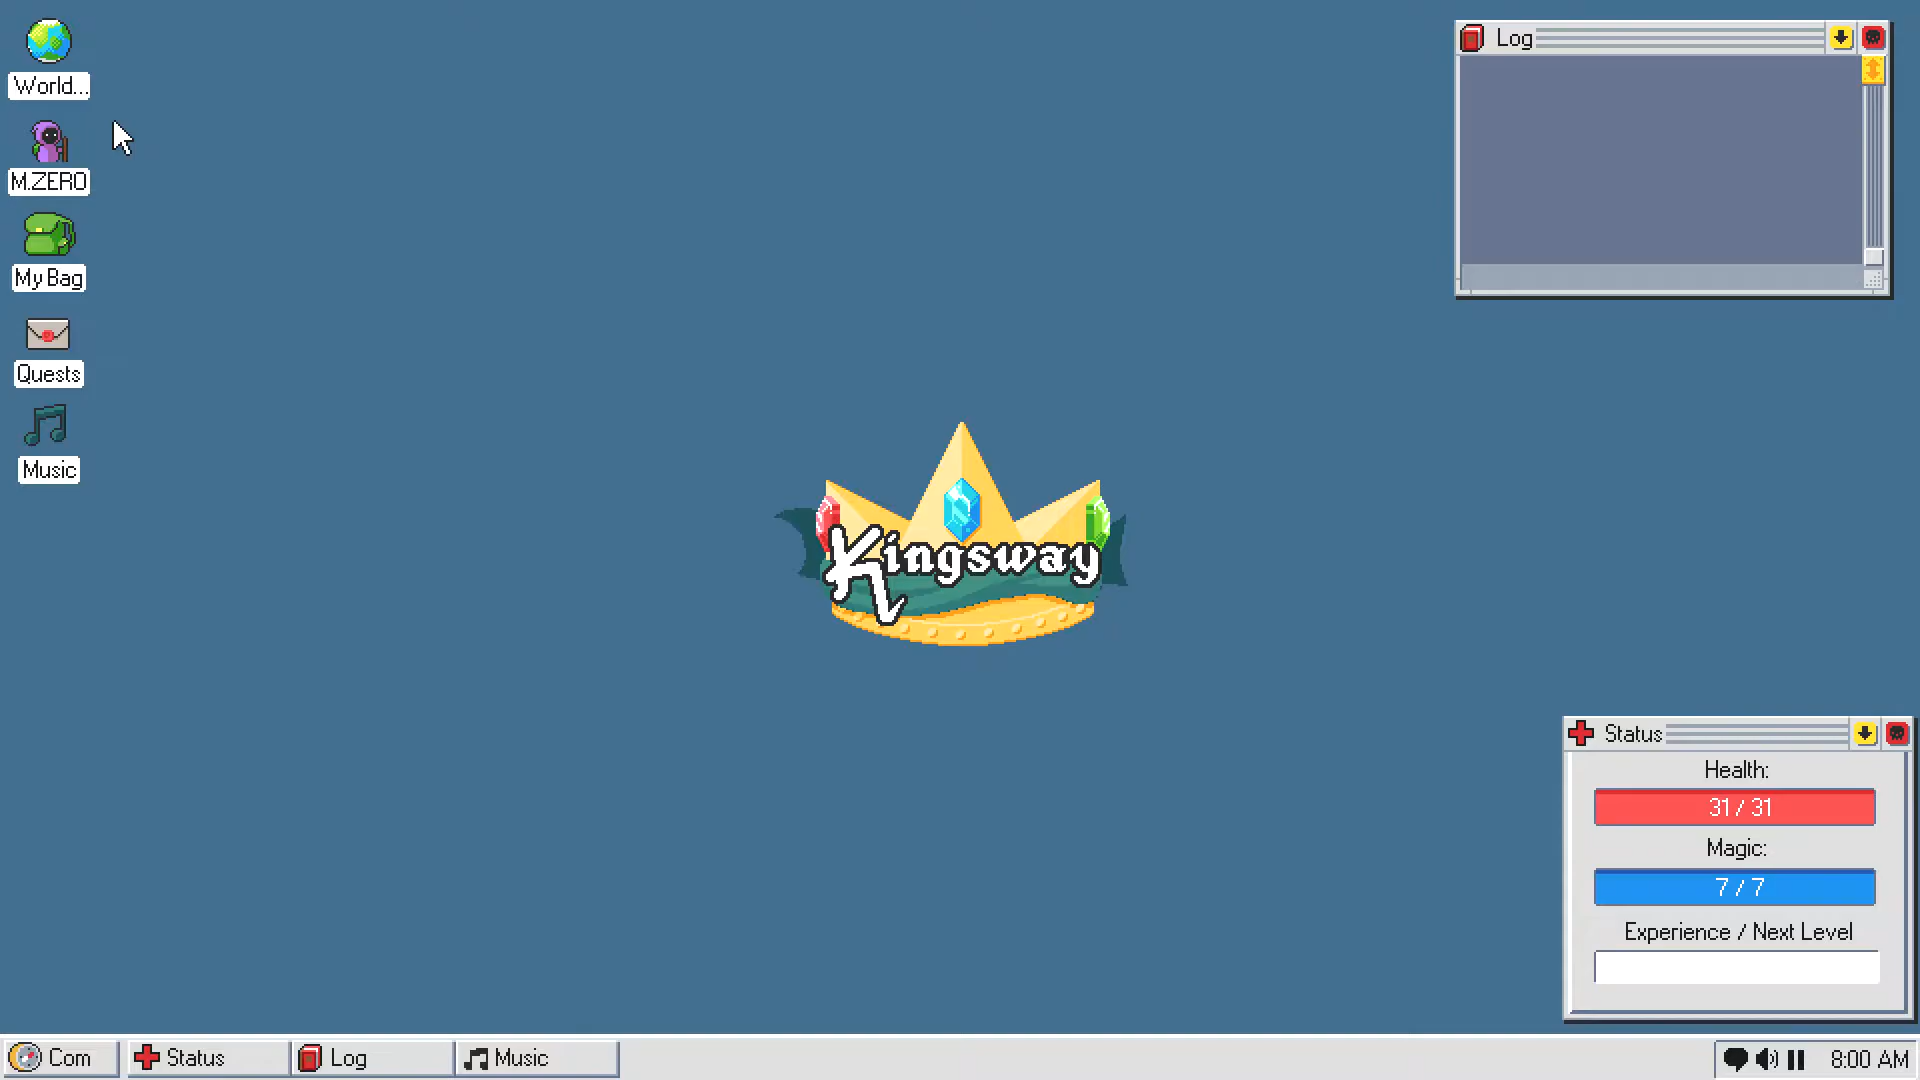 World...
M.ZERO
My Bag
Quests
Music
Log
Kingsway
Status
Health:
31 / 31
Magic:
7 / 7
Experience / Next Level
Com
Status
Log
Music
8:00 AM